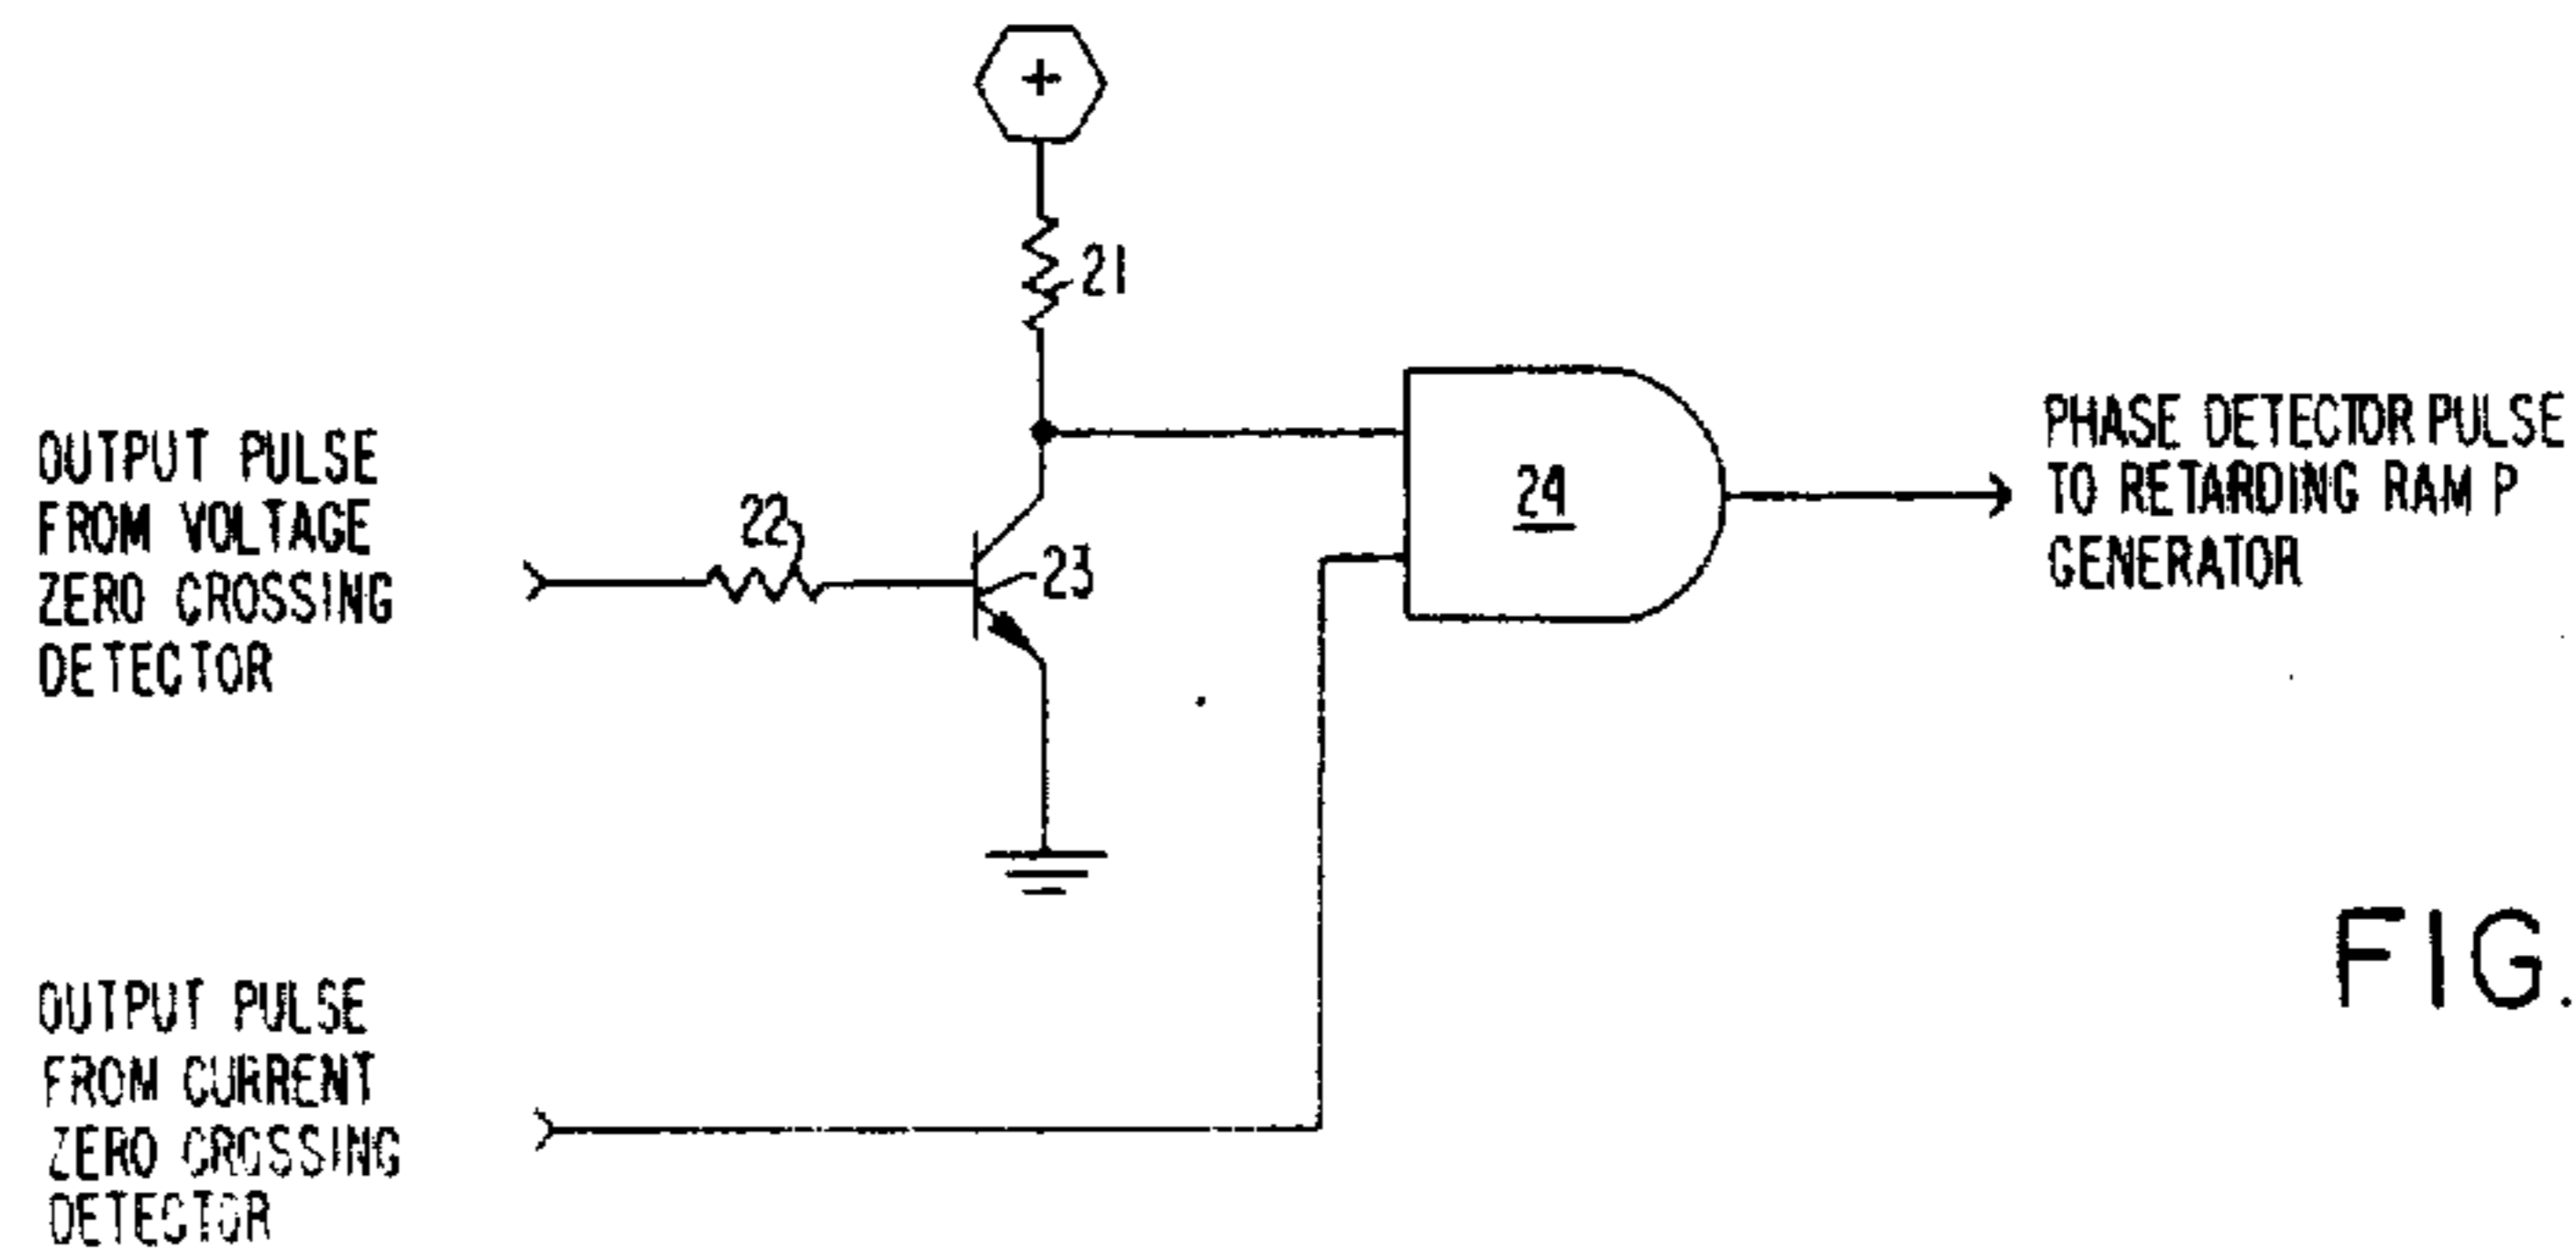 +
21
OUTPUT PULSE
FROM VOLTAGE
ZERO CROSSING
DETECTOR
22
23
24
PHASE DETECTOR PULSE
TO RETARDING RAM P
GENERATOR
OUTPUT PULSE
FROM CURRENT
ZERO CROSSING
DETECTOR
FIG.